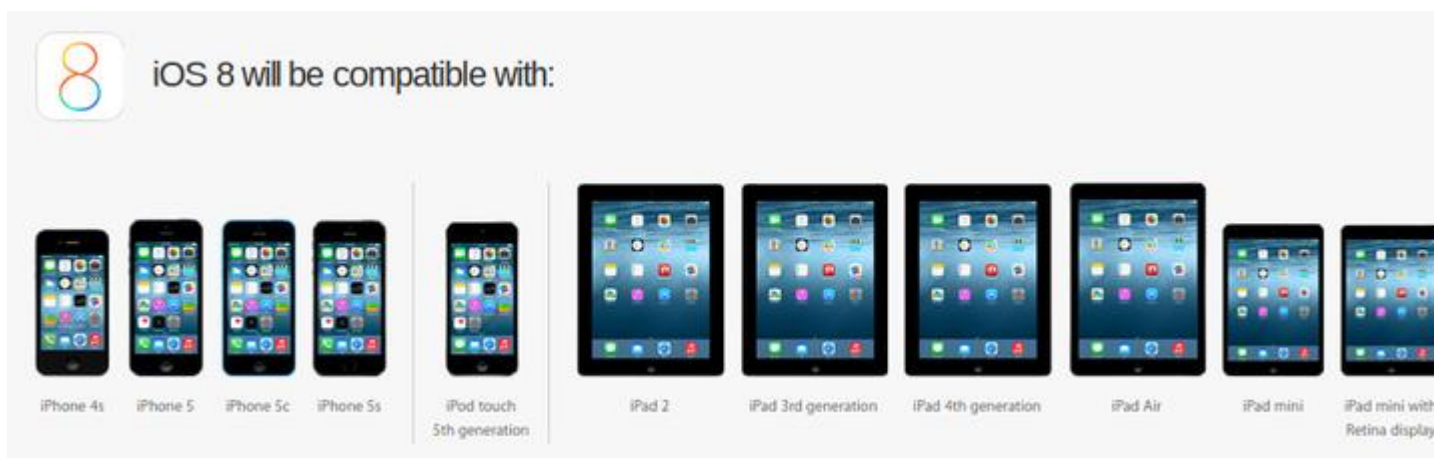 8
iOS 8 will be compatible with:
iPhone 4s
iPhone 5
iPhone 5c
iPhone 5s
iPod touch
5th generation
iPad 2
iPad 3rd generation
iPad 4th generation
iPad Air
iPad mini
iPad mini with
Retina display